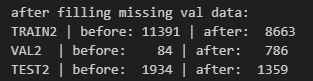 after filling missing val data:
TRAIN2 | before: 11391 | after:  8663
VAL2   | before:    84 | after:   786
TEST2  | before:  1934 | after:  1359